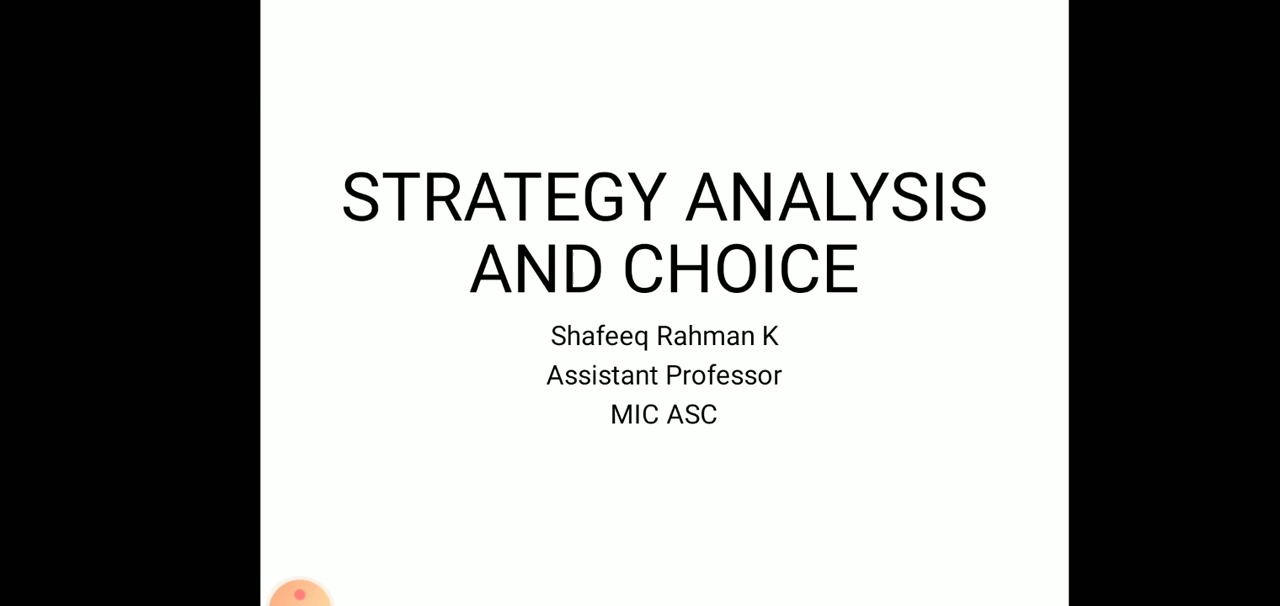 STRATEGY ANALYSIS
AND CHOICE
Shafeeq Rahman K
Assistant Professor
MIC ASC